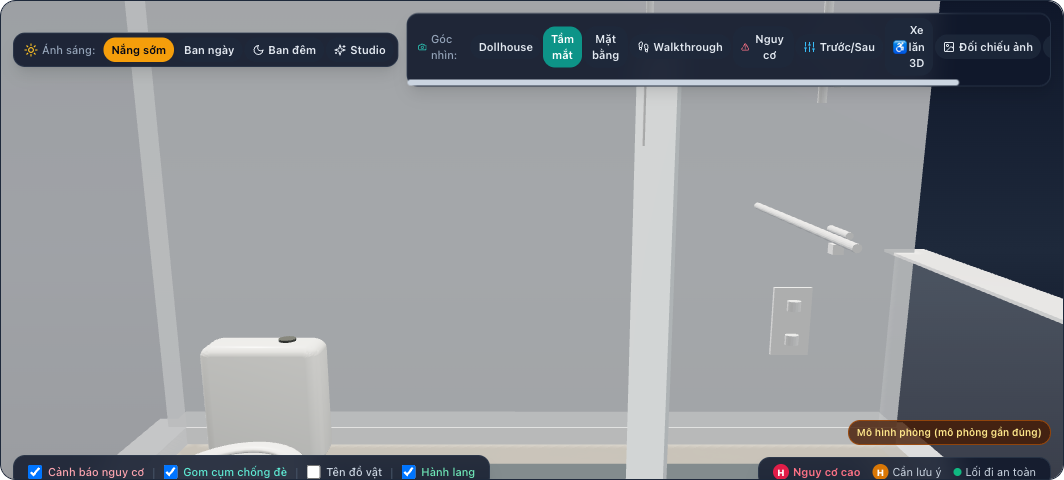 Ánh sáng: Nắng sớm Ban ngày Ban đêm Studio
Góc nhìn: Dollhouse Tầm mắt Mặt bằng Walkthrough Nguy cơ Trước/Sau Xe lăn 3D Đối chiếu ảnh
Mô hình phòng (mô phỏng gần đúng)
Cảnh báo nguy cơ | Gom cụm chống đè | Tên đồ vật | Hành lang
H Nguy cơ cao H Cần lưu ý Lối đi an toàn